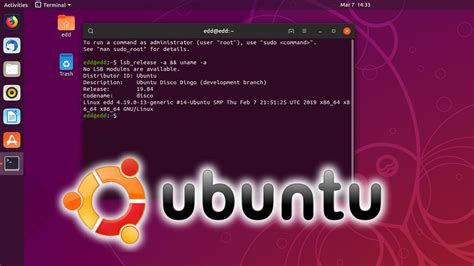 Activities
Terminal
Mar 7 14:33
edd
Trash
edd@edd: ~
To run a command as administrator (user "root"), use "sudo <command>".
See "man sudo_root" for details.
edd@edd:~$ lsb_release -a && uname -a
No LSB modules are available.
Distributor ID: Ubuntu
Description: Ubuntu Disco Dingo (development branch)
Release: 19.04
Codename: disco
Linux edd 4.19.0-13-generic #14-Ubuntu SMP Thu Feb 7 21:51:25 UTC 2019 x86_64 x8
6_64 x86_64 GNU/Linux
edd@edd:~$
ubuntu